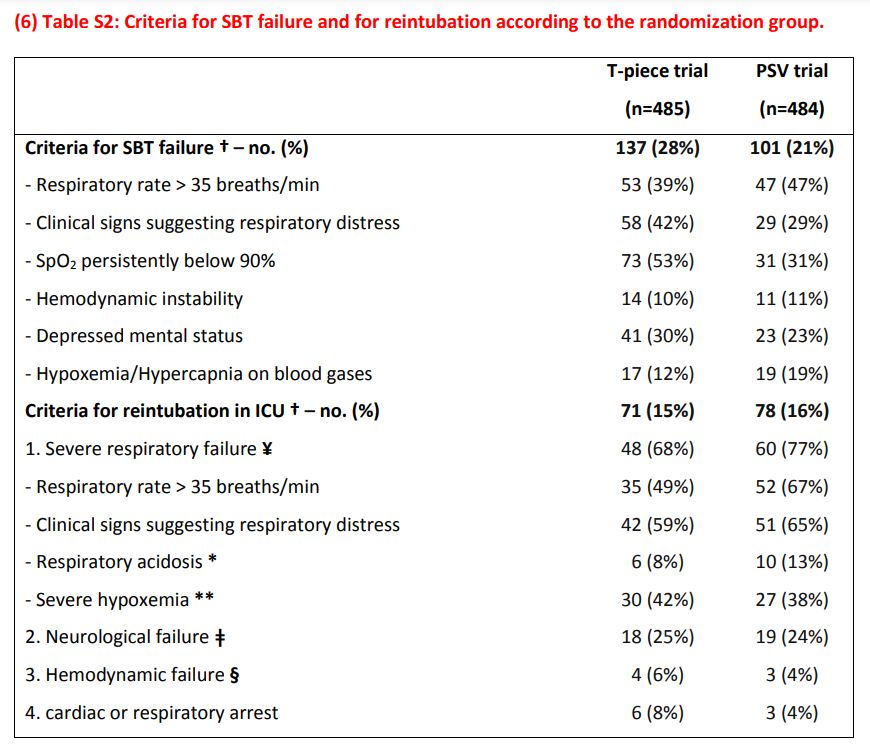 (6) Table S2: Criteria for SBT failure and for reintubation according to the randomization group.
T-piece trial PSV trial
(n=485) (n=484)
Criteria for SBT failure † – no. (%) 137 (28%) 101 (21%)
- Respiratory rate > 35 breaths/min 53 (39%) 47 (47%)
- Clinical signs suggesting respiratory distress 58 (42%) 29 (29%)
- SpO₂ persistently below 90% 73 (53%) 31 (31%)
- Hemodynamic instability 14 (10%) 11 (11%)
- Depressed mental status 41 (30%) 23 (23%)
- Hypoxemia/Hypercapnia on blood gases 17 (12%) 19 (19%)
Criteria for reintubation in ICU † – no. (%) 71 (15%) 78 (16%)
1. Severe respiratory failure ¥ 48 (68%) 60 (77%)
- Respiratory rate > 35 breaths/min 35 (49%) 52 (67%)
- Clinical signs suggesting respiratory distress 42 (59%) 51 (65%)
- Respiratory acidosis * 6 (8%) 10 (13%)
- Severe hypoxemia ** 30 (42%) 27 (38%)
2. Neurological failure ‡ 18 (25%) 19 (24%)
3. Hemodynamic failure § 4 (6%) 3 (4%)
4. cardiac or respiratory arrest 6 (8%) 3 (4%)